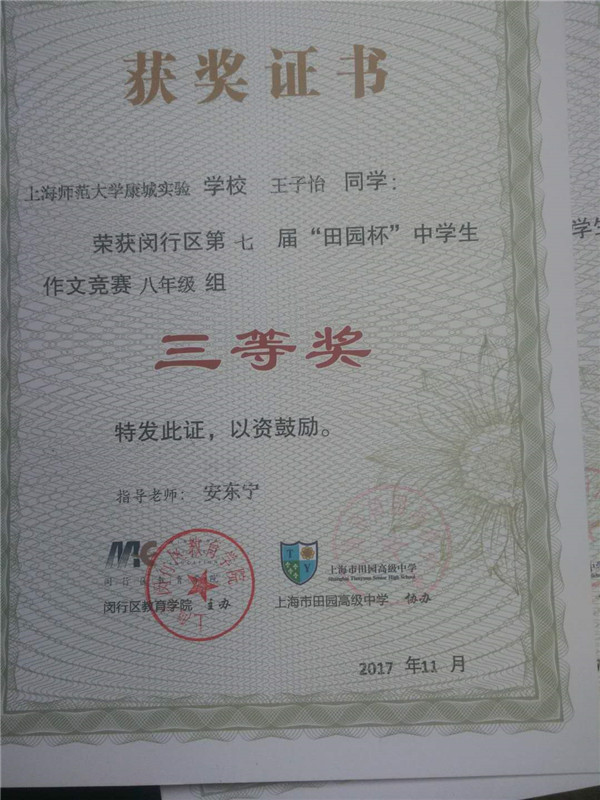 获奖证书
上海师范大学康城实验 学校 王子怡 同学：
荣获闵行区第 七 届“田园杯”中学生
作文竞赛 八年级 组
三等奖
特发此证，以资鼓励。
指导老师： 安东宁
闵行区教育学院 主办
上海市田园高级中学
上海市田园高级中学 协办
2017 年11 月
学生